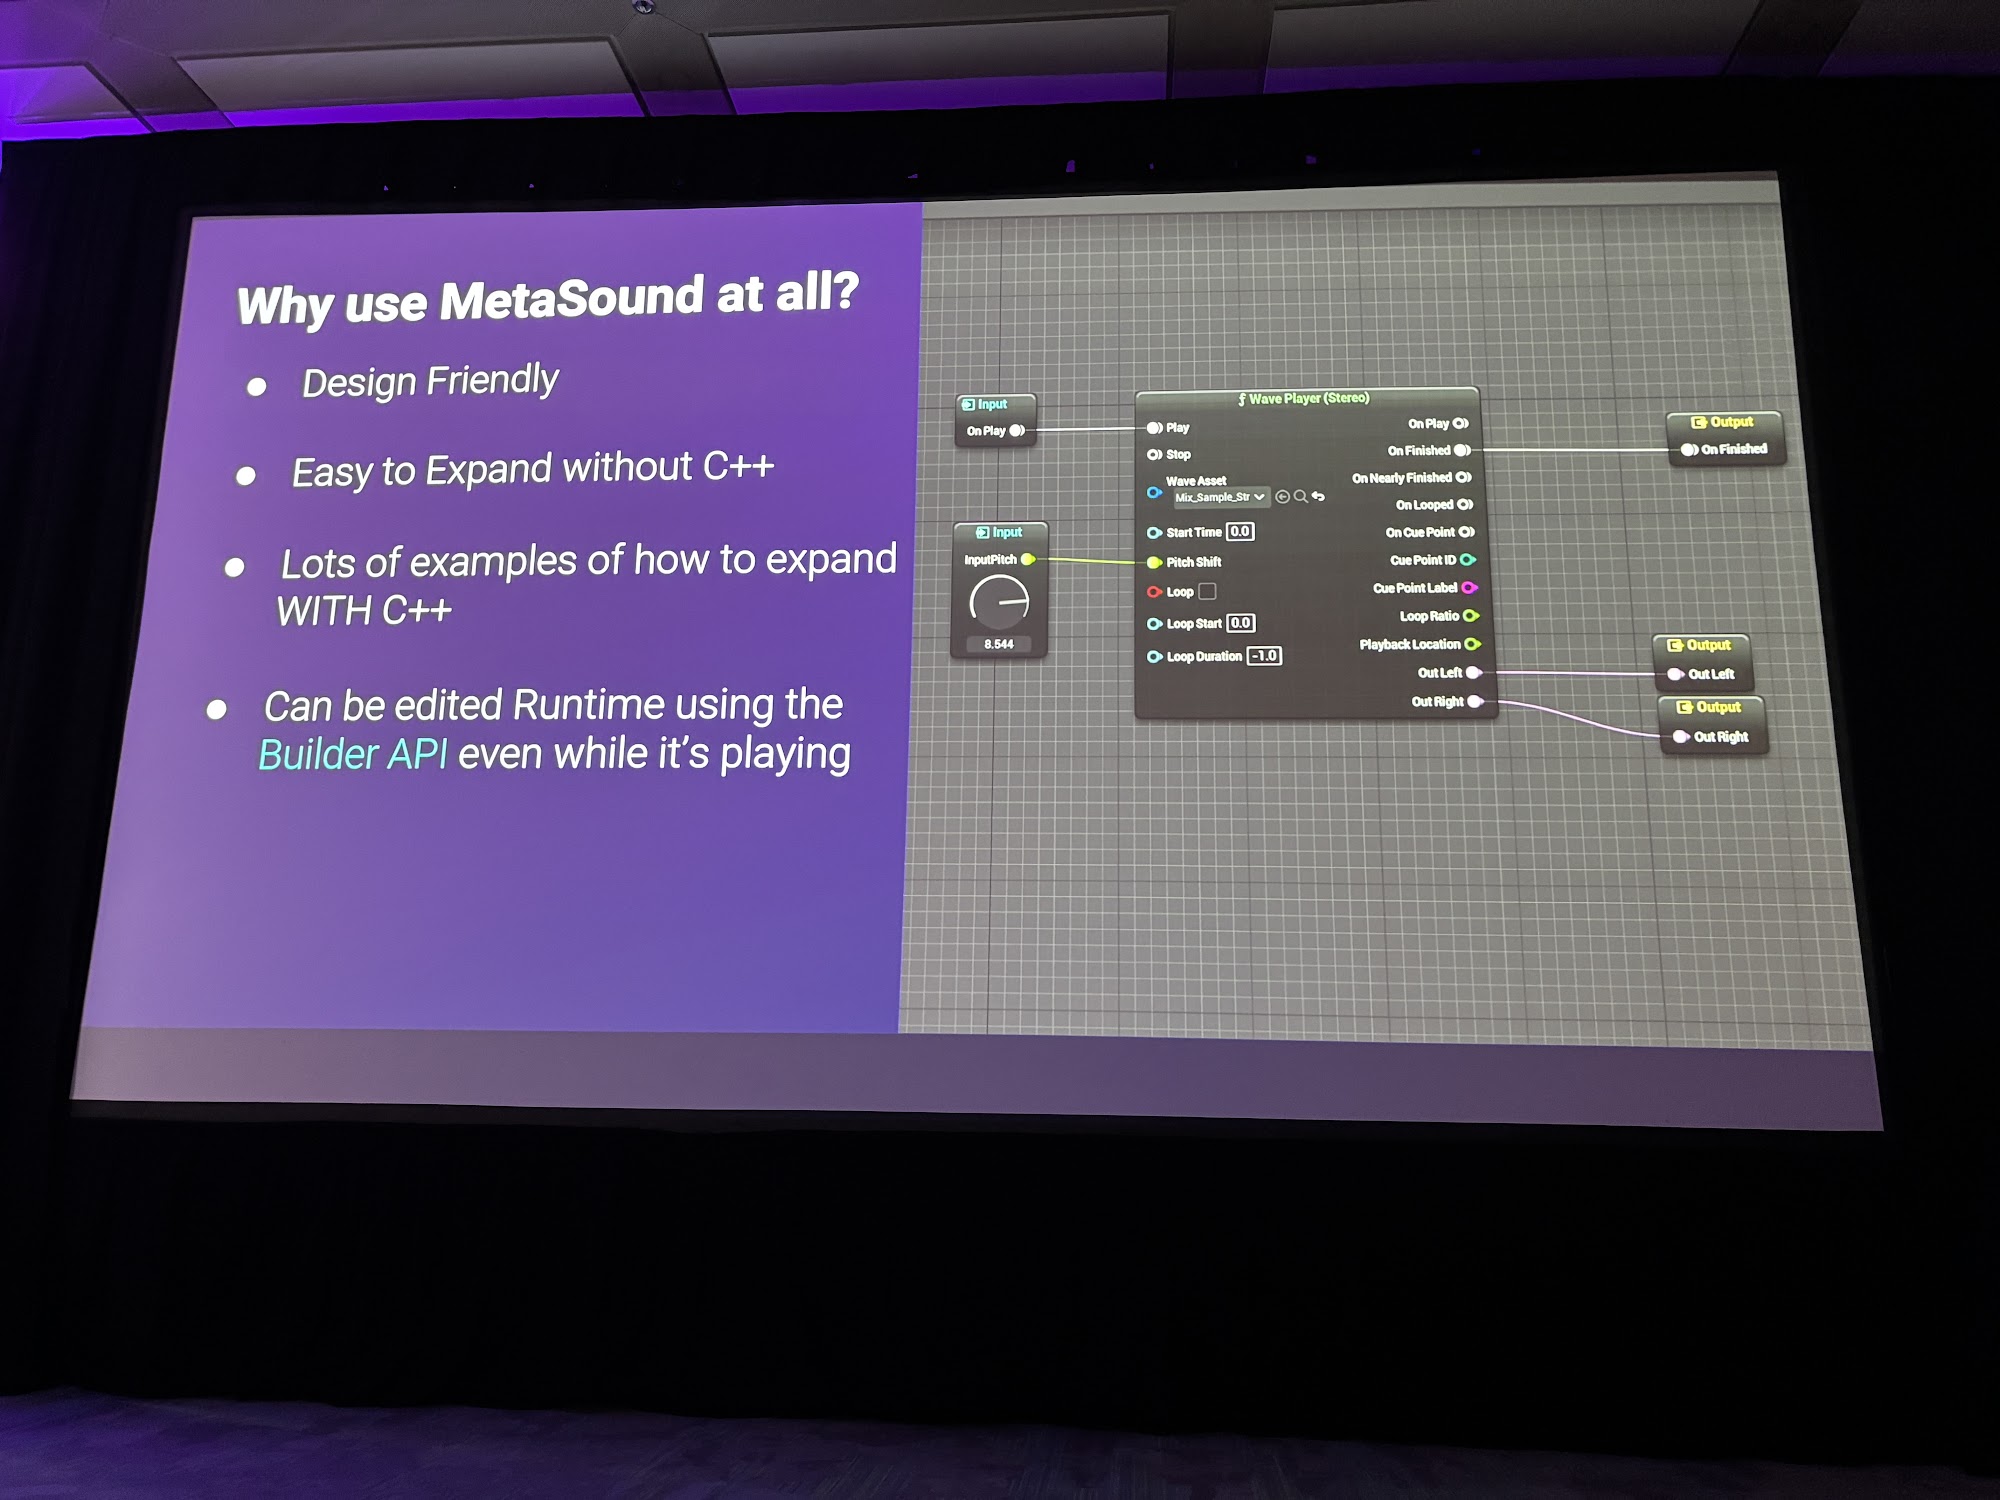 Why use MetaSound at all?
● Design Friendly
● Easy to Expand without C++
● Lots of examples of how to expand
WITH C++
● Can be edited Runtime using the
Builder API even while it's playing
Input
On Play
Input
InputPitch
8.544
ƒ Wave Player (Stereo)
Play
Stop
Wave Asset
Mix_Sample_Str
Start Time 0.0
Pitch Shift
Loop
Loop Start 0.0
Loop Duration -1.0
On Play
On Finished
On Nearly Finished
On Looped
On Cue Point
Cue Point ID
Cue Point Label
Loop Ratio
Playback Location
Out Left
Out Right
Output
On Finished
Output
Out Left
Output
Out Right